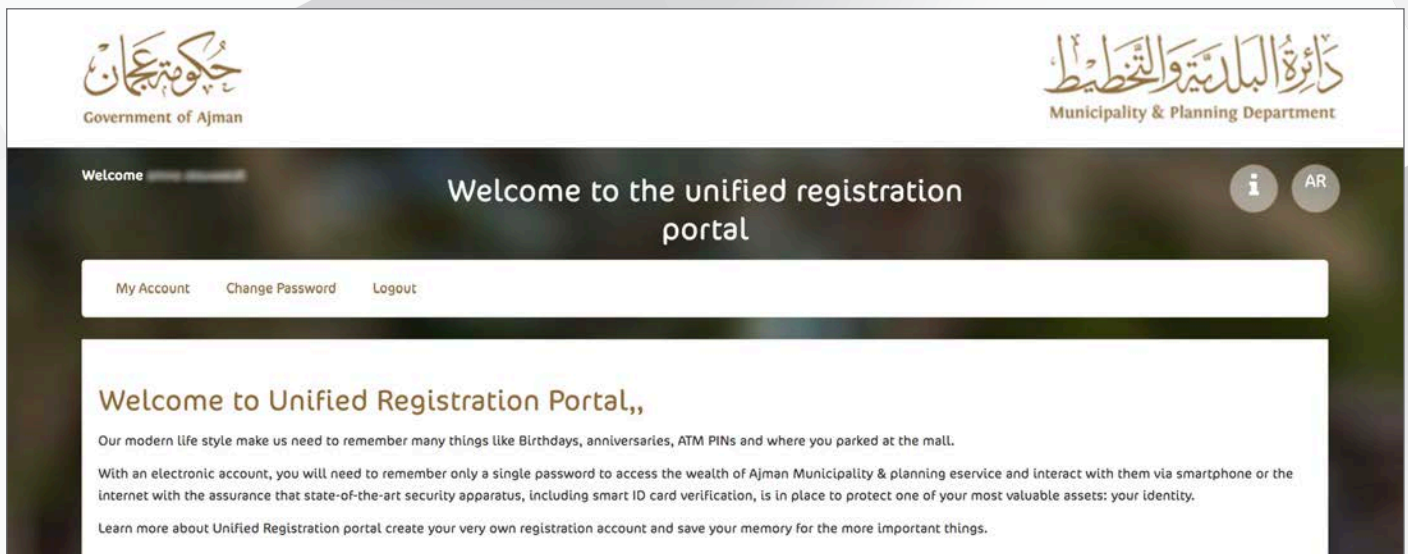 حكومة عجمان
Government of Ajman
دَائِرَةُ البَلَدِيَّةِ وَالتَّخْطِيط
Municipality & Planning Department
Welcome
Welcome to the unified registration
portal
i
AR
My Account Change Password Logout
Welcome to Unified Registration Portal,,
Our modern life style make us need to remember many things like Birthdays, anniversaries, ATM PINs and where you parked at the mall.
With an electronic account, you will need to remember only a single password to access the wealth of Ajman Municipality & planning eservice and interact with them via smartphone or the
internet with the assurance that state-of-the-art security apparatus, including smart ID card verification, is in place to protect one of your most valuable assets: your identity.
Learn more about Unified Registration portal create your very own registration account and save your memory for the more important things.